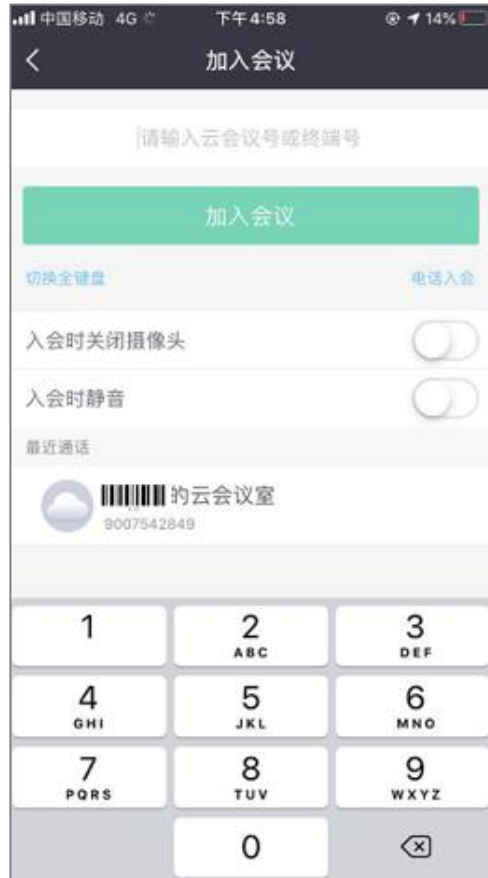 中国移动 4G 下午4:58 14%
加入会议
请输入云会议号或终端号
加入会议
切换全键盘 电话入会
入会时关闭摄像头
入会时静音
最近通话
的云会议室
9007542849
1 2 3
ABC DEF
4 5 6
GHI JKL MNO
7 8 9
PQRS TUV WXYZ
0